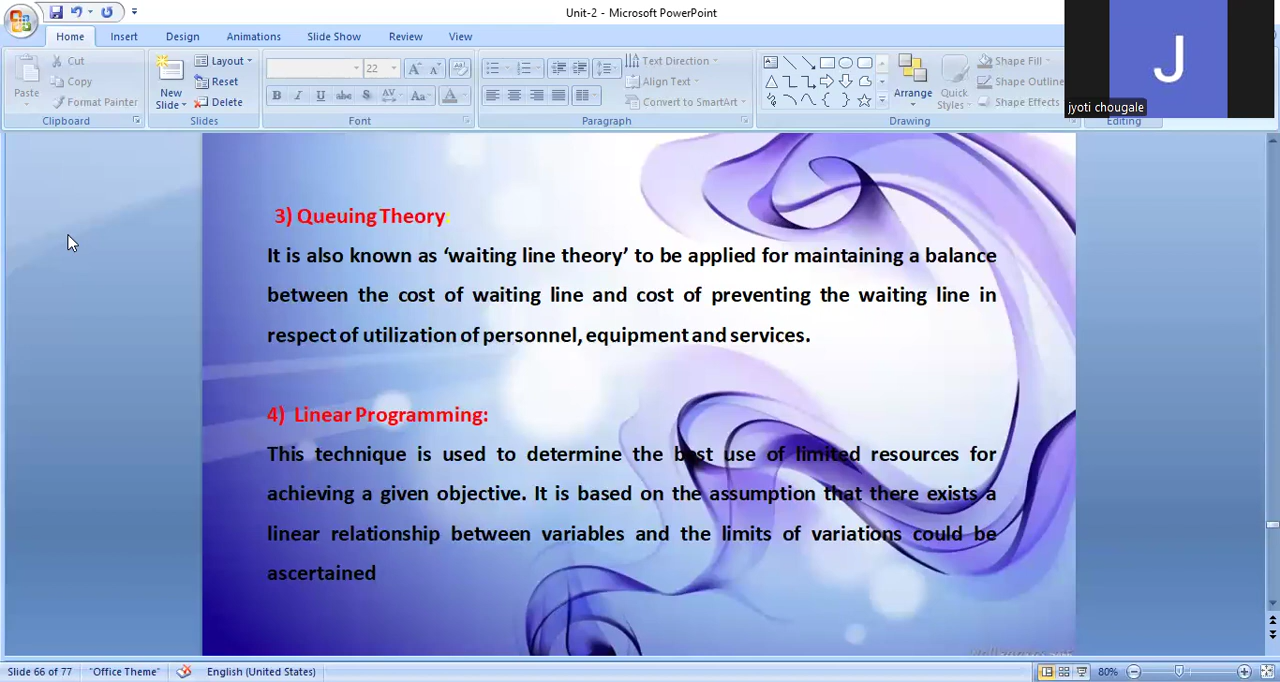 Unit-2 - Microsoft PowerPoint
Home Insert Design Animations Slide Show Review View
Paste
Cut
Copy
Format Painter
Clipboard
New Slide
Layout
Reset
Delete
Slides
22
B I U abc S AV Aa A
Font
Text Direction
Align Text
Convert to SmartArt
Paragraph
Arrange
Quick Styles
Shape Fill
Shape Outline
Shape Effects
Drawing
Editing
J
jyoti chougale
3) Queuing Theory:
It is also known as ‘waiting line theory’ to be applied for maintaining a balance
between the cost of waiting line and cost of preventing the waiting line in
respect of utilization of personnel, equipment and services.
4) Linear Programming:
This technique is used to determine the best use of limited resources for
achieving a given objective. It is based on the assumption that there exists a
linear relationship between variables and the limits of variations could be
ascertained
Slide 66 of 77 "Office Theme" English (United States) 80%